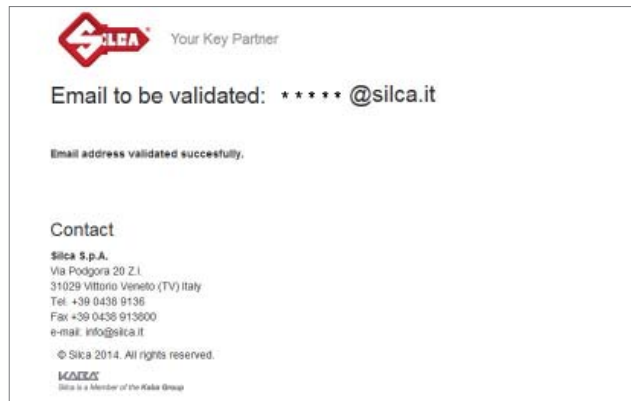 SILCA® Your Key Partner
Email to be validated: ***** @silca.it
Email address validated succesfully.
Contact
Silca S.p.A.
Via Podgora 20 Z.I.
31029 Vittorio Veneto (TV) Italy
Tel. +39 0438 9136
Fax +39 0438 913800
e-mail: info@silca.it
© Silca 2014. All rights reserved.
KABA®
Silca is a Member of the Kaba Group